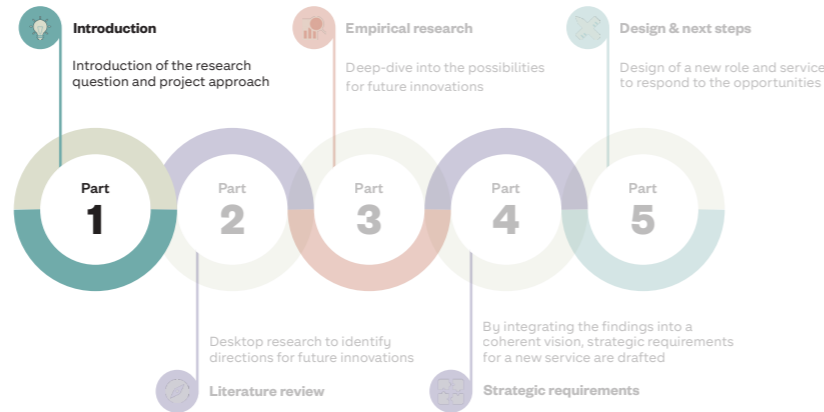 Introduction
Introduction of the research
question and project approach
Empirical research
Deep-dive into the possibilities
for future innovations
Design & next steps
Design of a new role and service
to respond to the opportunities
Part
1
Part
2
Part
3
Part
4
Part
5
Desktop research to identify
directions for future innovations
Literature review
By integrating the findings into a
coherent vision, strategic requirements
for a new service are drafted
Strategic requirements